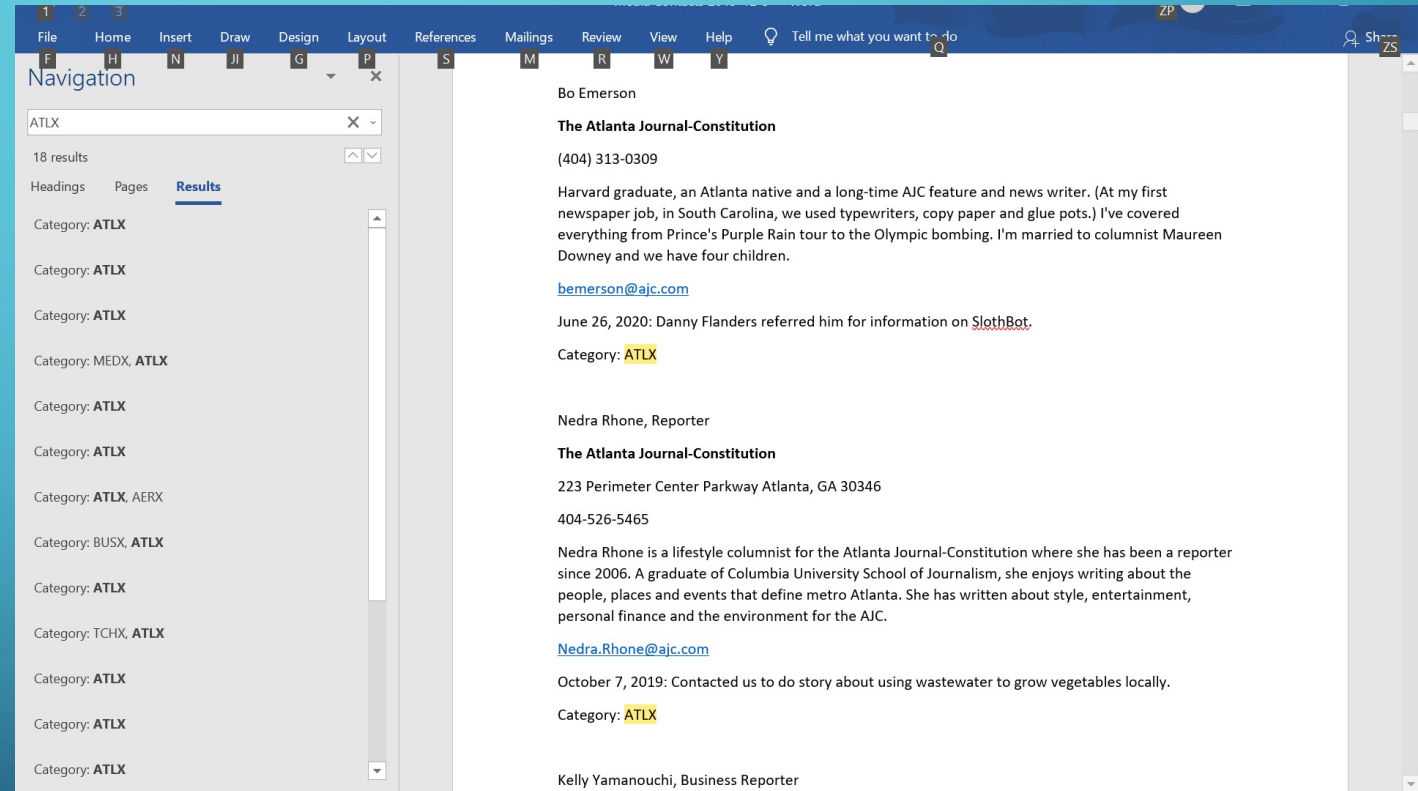 1 2 3 ZP
File Home Insert Draw Design Layout References Mailings Review View Help Tell me what you want to do Share
F H N JI G P S M R W Y Q ZS
Navigation
ATLX
18 results
Headings Pages Results
Category: ATLX
Category: ATLX
Category: ATLX
Category: MEDX, ATLX
Category: ATLX
Category: ATLX
Category: ATLX, AERX
Category: BUSX, ATLX
Category: ATLX
Category: TCHX, ATLX
Category: ATLX
Category: ATLX
Category: ATLX
Bo Emerson
The Atlanta Journal-Constitution
(404) 313-0309
Harvard graduate, an Atlanta native and a long-time AJC feature and news writer. (At my first
newspaper job, in South Carolina, we used typewriters, copy paper and glue pots.) I've covered
everything from Prince's Purple Rain tour to the Olympic bombing. I'm married to columnist Maureen
Downey and we have four children.
bemerson@ajc.com
June 26, 2020: Danny Flanders referred him for information on SlothBot.
Category: ATLX
Nedra Rhone, Reporter
The Atlanta Journal-Constitution
223 Perimeter Center Parkway Atlanta, GA 30346
404-526-5465
Nedra Rhone is a lifestyle columnist for the Atlanta Journal-Constitution where she has been a reporter
since 2006. A graduate of Columbia University School of Journalism, she enjoys writing about the
people, places and events that define metro Atlanta. She has written about style, entertainment,
personal finance and the environment for the AJC.
Nedra.Rhone@ajc.com
October 7, 2019: Contacted us to do story about using wastewater to grow vegetables locally.
Category: ATLX
Kelly Yamanouchi, Business Reporter